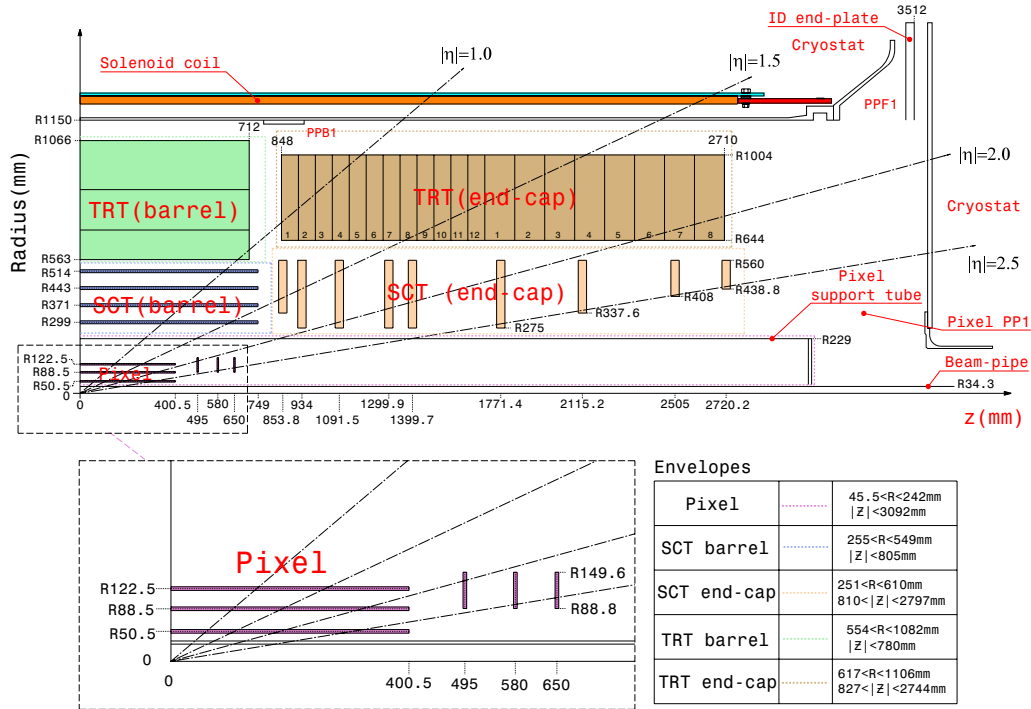 3512
ID end-plate
Cryostat
|η|=1.0
|η|=1.5
Solenoid coil
PPF1
R1150
712
PPB1
R1066
848
2710
R1004
|η|=2.0
TRT(barrel)
TRT(end-cap)
Cryostat
1 2 3 4 5 6 7 8 9 10 11 12 1 2 3 4 5 6 7 8
R644
Radius(mm)
R563
R560
|η|=2.5
R514
R443
R371
R299
SCT(barrel)
SCT (end-cap)
R438.8
R408
R337.6
R275
Pixel
support tube
Pixel PP1
R229
R122.5
R88.5
R50.5
Pixel
Beam-pipe
R34.3
0
0
400.5
495
580
650
749
853.8
934
1091.5
1299.9
1399.7
1771.4
2115.2
2505
2720.2
z(mm)
Pixel
R122.5
R88.5
R50.5
0
R149.6
R88.8
0
400.5
495
580
650
Envelopes
Pixel
45.5<R<242mm
|Z|<3092mm
SCT barrel
255<R<549mm
|Z|<805mm
SCT end-cap
251<R<610mm
810<|Z|<2797mm
TRT barrel
554<R<1082mm
|Z|<780mm
TRT end-cap
617<R<1106mm
827<|Z|<2744mm